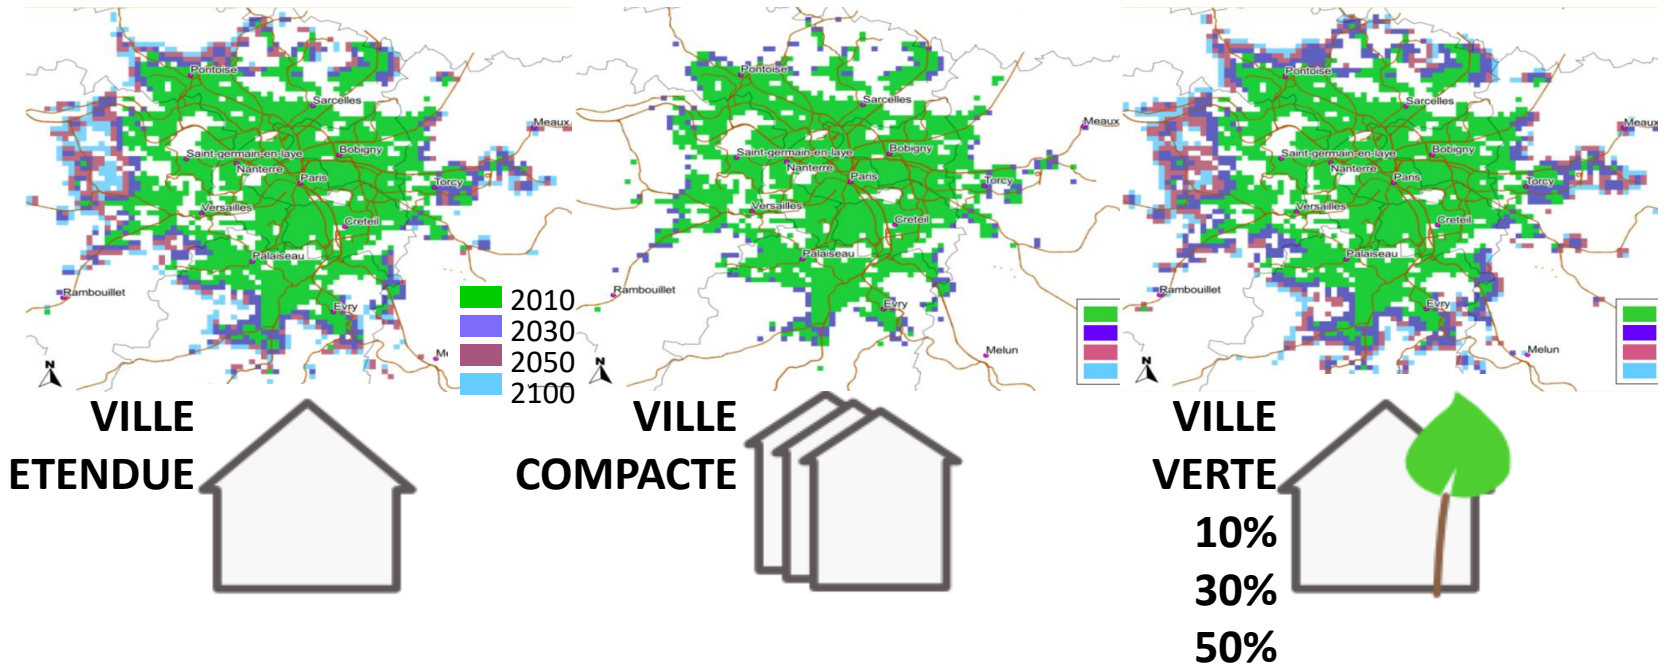 Pontoise
Sarcelles
Meaux
Saint-germain-en-laye
Bobigny
Nanterre
Paris
Torcy
Versailles
Creteil
Palaiseau
Rambouillet
Evry
Me
N
2010
2030
2050
2100
Pontoise
Sarcelles
Meaux
Saint-germain-en-laye
Bobigny
Nanterre
Paris
Torcy
Versailles
Creteil
Palaiseau
Rambouillet
Evry
Melun
N
Pontoise
Sarcelles
Meaux
Saint-germain-en-laye
Bobigny
Nanterre
Paris
Torcy
Versailles
Creteil
Palaiseau
Rambouillet
Evry
Melun
N
VILLE
ETENDUE
VILLE
COMPACTE
VILLE
VERTE
10%
30%
50%